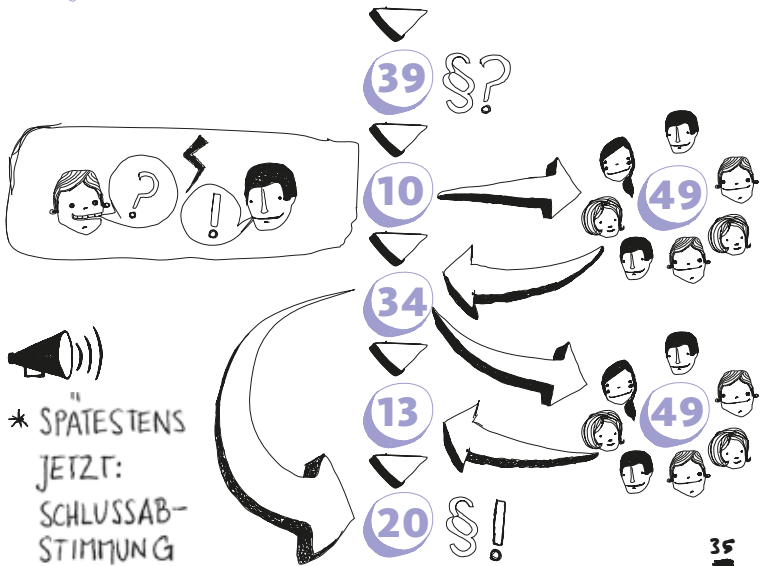 39 §?
?
!
10
49
34
13
49
* SPÄTESTENS
JETZT:
SCHLUSSAB-
STIMMUNG
20 §!
35